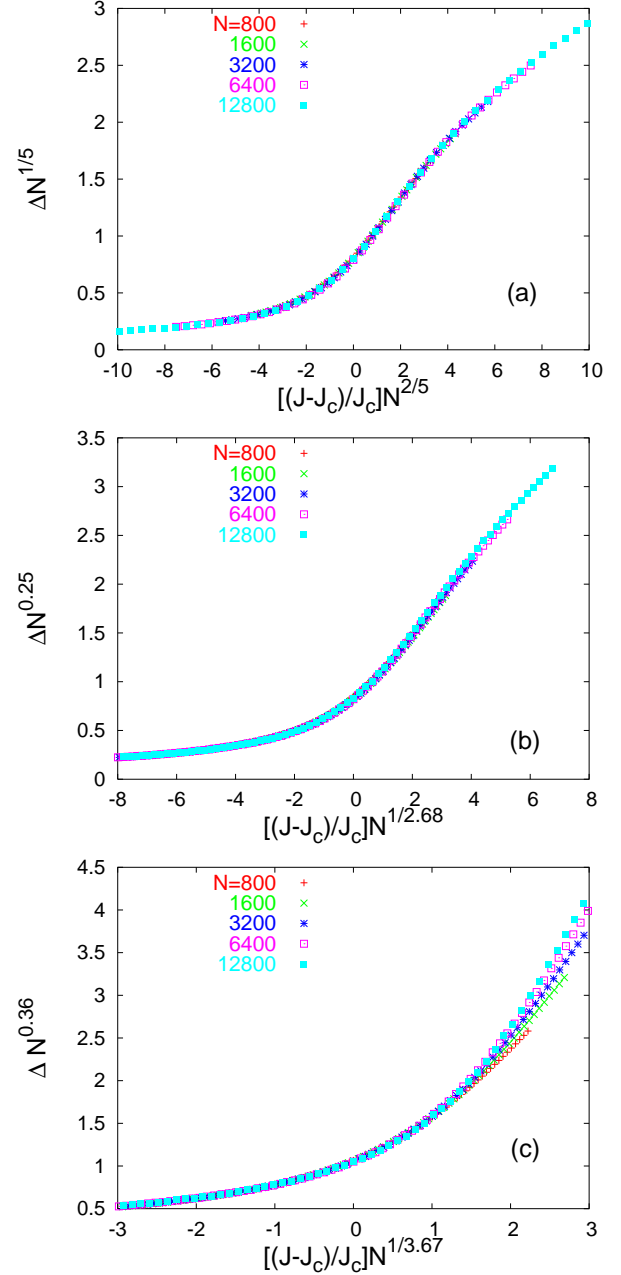 3
2.5
2
1.5
1
0.5
0
ΔN^{1/5}
N=800
1600
3200
6400
12800
(a)
-10 -8 -6 -4 -2 0 2 4 6 8 10
[(J-J_c)/J_c]N^{2/5}
3.5
3
2.5
2
1.5
1
0.5
0
ΔN^{0.25}
N=800
1600
3200
6400
12800
(b)
-8 -6 -4 -2 0 2 4 6 8
[(J-J_c)/J_c]N^{1/2.68}
4.5
4
3.5
3
2.5
2
1.5
1
0.5
Δ N^{0.36}
N=800
1600
3200
6400
12800
(c)
-3 -2 -1 0 1 2 3
[(J-J_c)/J_c]N^{1/3.67}